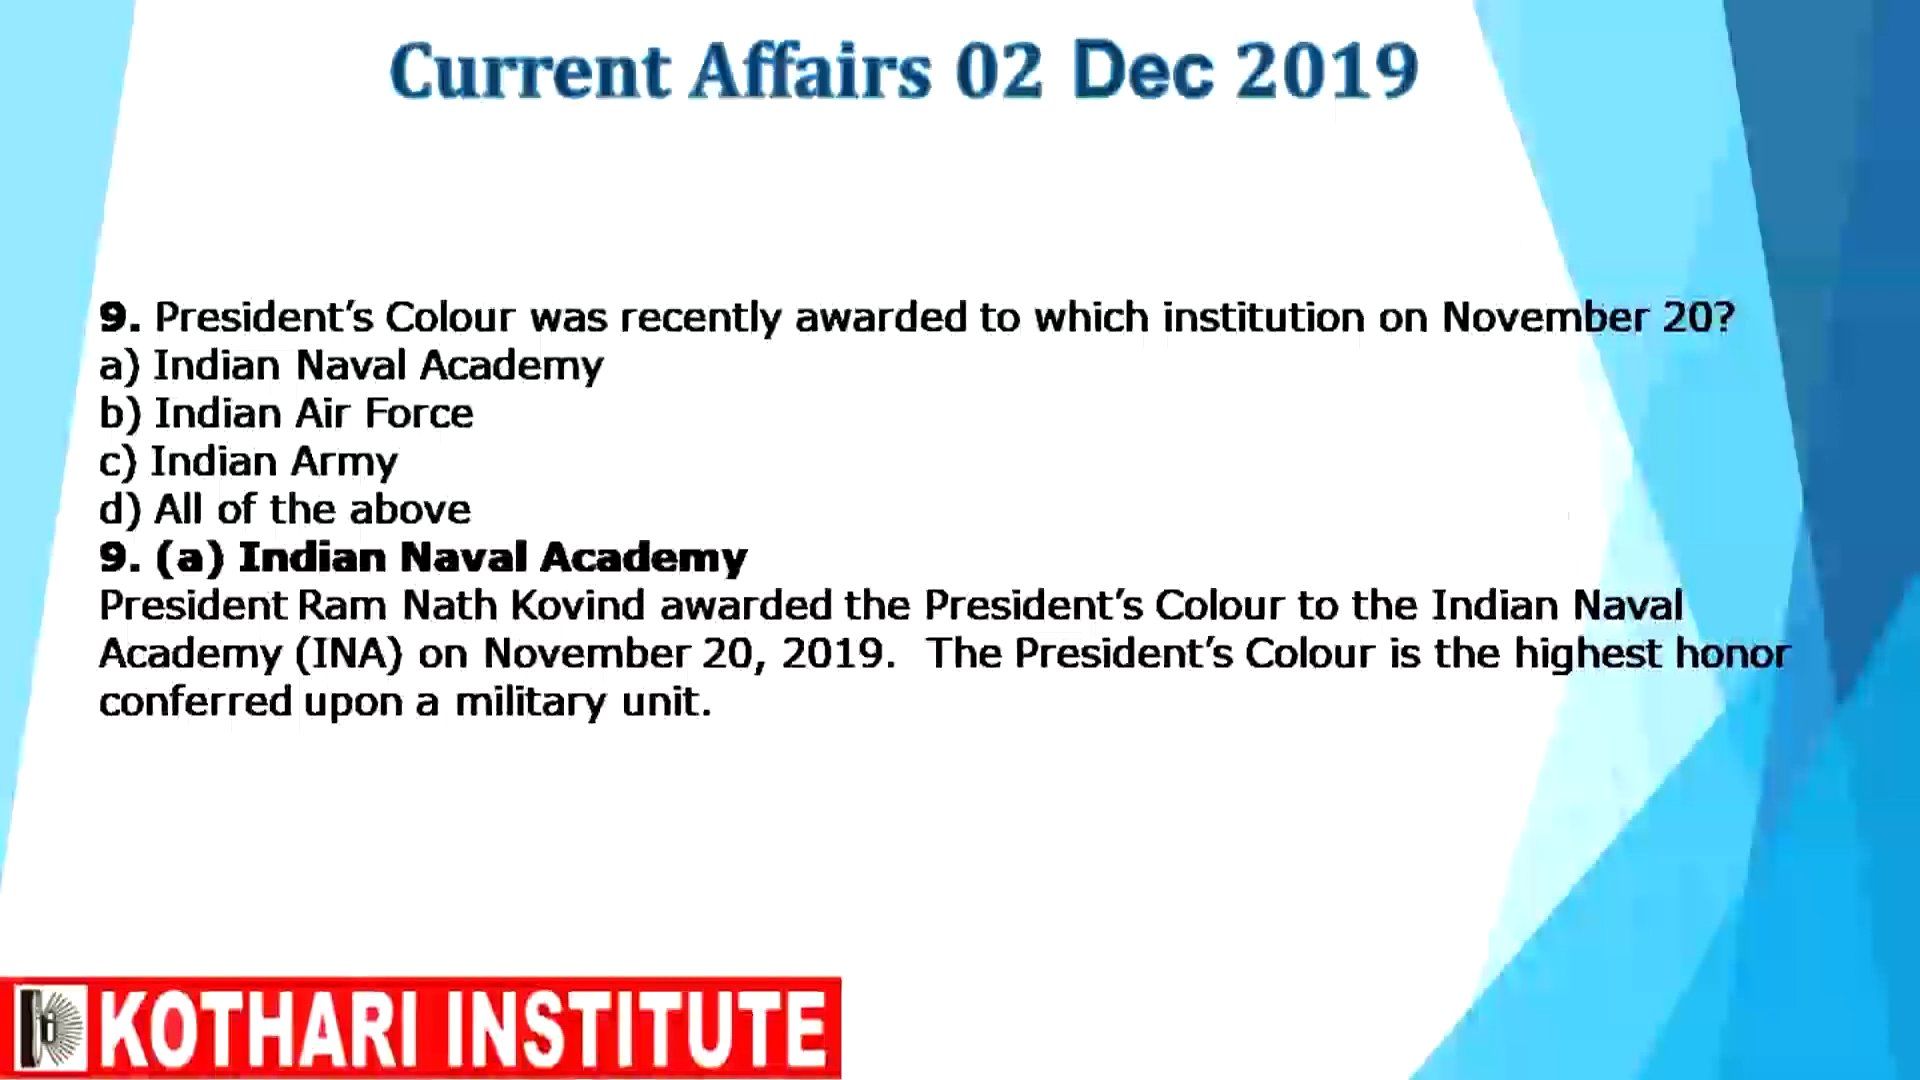 Current Affairs 02 Dec 2019
9. President’s Colour was recently awarded to which institution on November 20?
a) Indian Naval Academy
b) Indian Air Force
c) Indian Army
d) All of the above
9. (a) Indian Naval Academy
President Ram Nath Kovind awarded the President’s Colour to the Indian Naval
Academy (INA) on November 20, 2019. The President’s Colour is the highest honor
conferred upon a military unit.
KOTHARI INSTITUTE